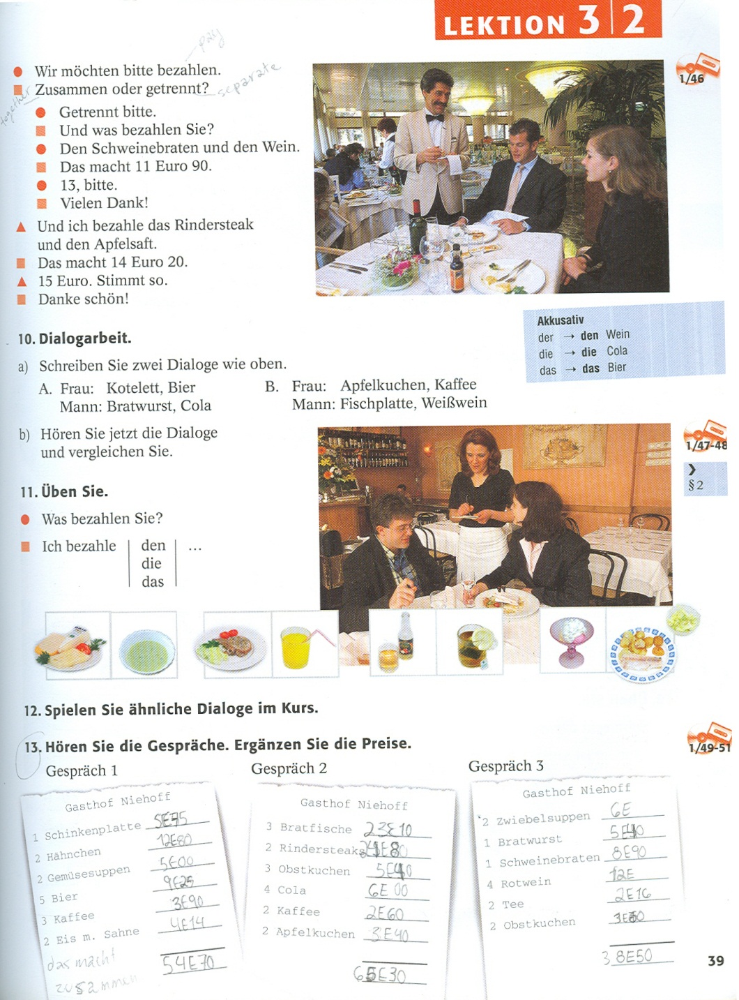 LEKTION 3 | 2
pay
● Wir möchten bitte bezahlen.
separate
1/46
together
■ Zusammen oder getrennt?
● Getrennt bitte.
■ Und was bezahlen Sie?
● Den Schweinebraten und den Wein.
■ Das macht 11 Euro 90.
● 13, bitte.
■ Vielen Dank!
▲ Und ich bezahle das Rindersteak
und den Apfelsaft.
■ Das macht 14 Euro 20.
▲ 15 Euro. Stimmt so.
■ Danke schön!
Akkusativ
der → den Wein
die → die Cola
das → das Bier
10. Dialogarbeit.
a) Schreiben Sie zwei Dialoge wie oben.
A. Frau: Kotelett, Bier
Mann: Bratwurst, Cola
B. Frau: Apfelkuchen, Kaffee
Mann: Fischplatte, Weißwein
b) Hören Sie jetzt die Dialoge
und vergleichen Sie.
1/47-48
§ 2
11. Üben Sie.
● Was bezahlen Sie?
■ Ich bezahle | den | ...
die
das
12. Spielen Sie ähnliche Dialoge im Kurs.
13. Hören Sie die Gespräche. Ergänzen Sie die Preise.
1/49-51
Gespräch 1
Gasthof Niehoff
1 Schinkenplatte 5E75
2 Hähnchen 12E80
2 Gemüsesuppen 5E00
5 Bier 9E25
3 Kaffee 3E90
2 Eis m. Sahne 4E14
das macht
zusammen
54E70
Gespräch 2
Gasthof Niehoff
3 Bratfische 23E10
2 Rindersteaks
3 Obstkuchen 5E40
4 Cola 6E00
2 Kaffee 2E60
2 Apfelkuchen 3E40
65E30
Gespräch 3
Gasthof Niehoff
2 Zwiebelsuppen 6E
1 Bratwurst 5E40
1 Schweinebraten 8E90
4 Rotwein 12E
2 Tee 2E16
2 Obstkuchen
38E50
39